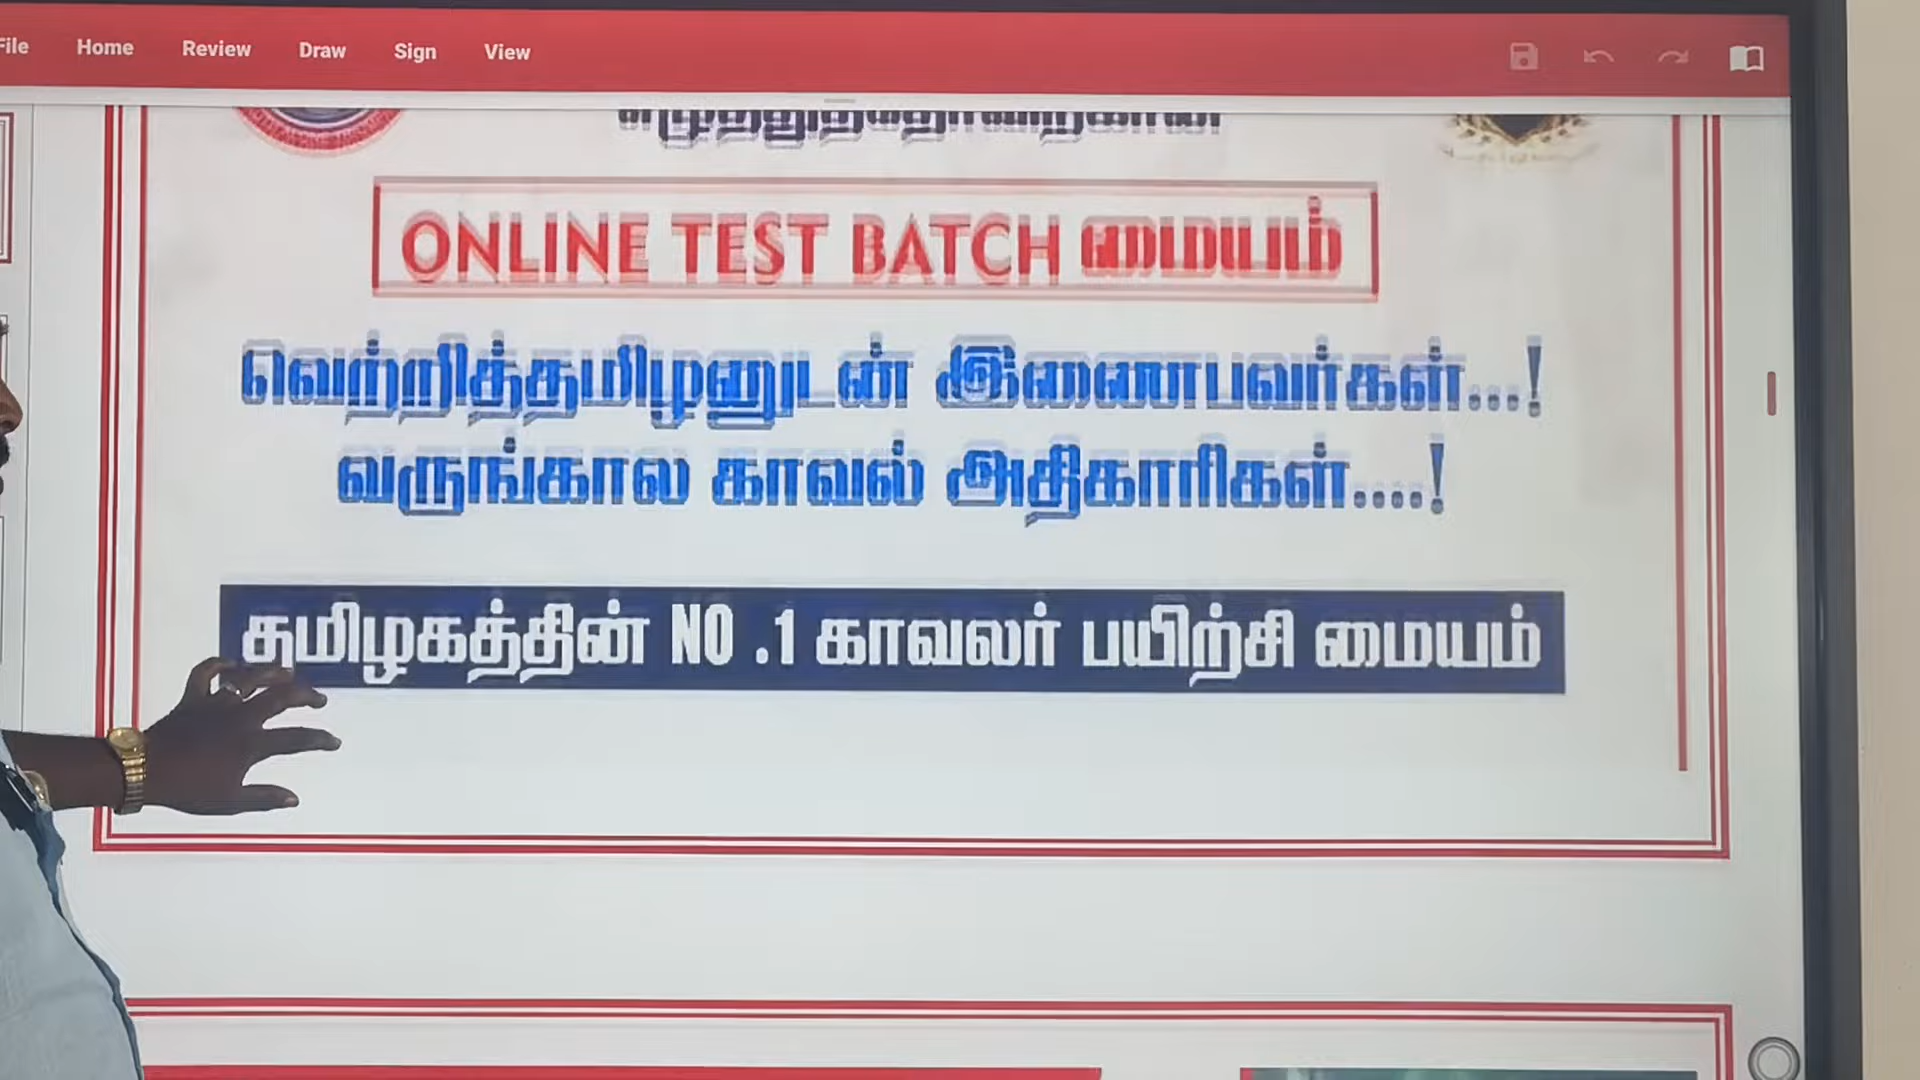 File Home Review Draw Sign View
எழுத்துத்தேர்விற்கான
ONLINE TEST BATCH மையம்
வெற்றித்தமிழனுடன் இணைபவர்கள்...!
வருங்கால காவல் அதிகாரிகள்....!
தமிழகத்தின் NO .1 காவலர் பயிற்சி மையம்